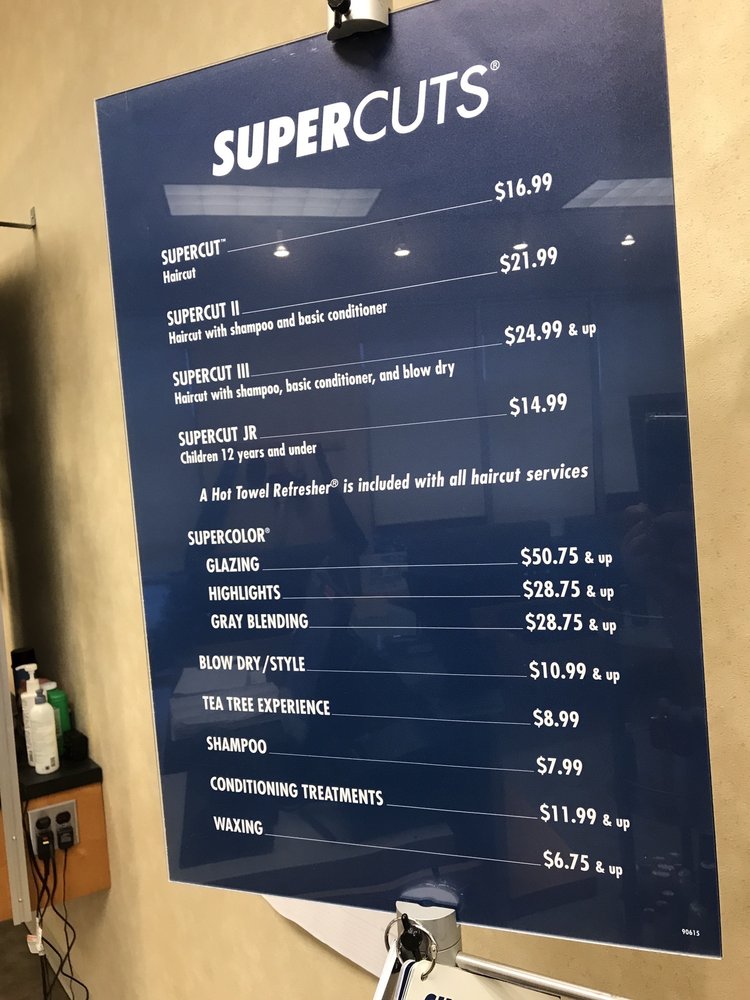 SUPERCUTS®
SUPERCUT™ $16.99
Haircut
SUPERCUT II $21.99
Haircut with shampoo and basic conditioner
SUPERCUT III $24.99 & up
Haircut with shampoo, basic conditioner, and blow dry
SUPERCUT JR $14.99
Children 12 years and under
A Hot Towel Refresher® is included with all haircut services
SUPERCOLOR®
GLAZING $50.75 & up
HIGHLIGHTS $28.75 & up
GRAY BLENDING $28.75 & up
BLOW DRY/STYLE $10.99 & up
TEA TREE EXPERIENCE $8.99
SHAMPOO $7.99
CONDITIONING TREATMENTS $11.99 & up
WAXING $6.75 & up
90615